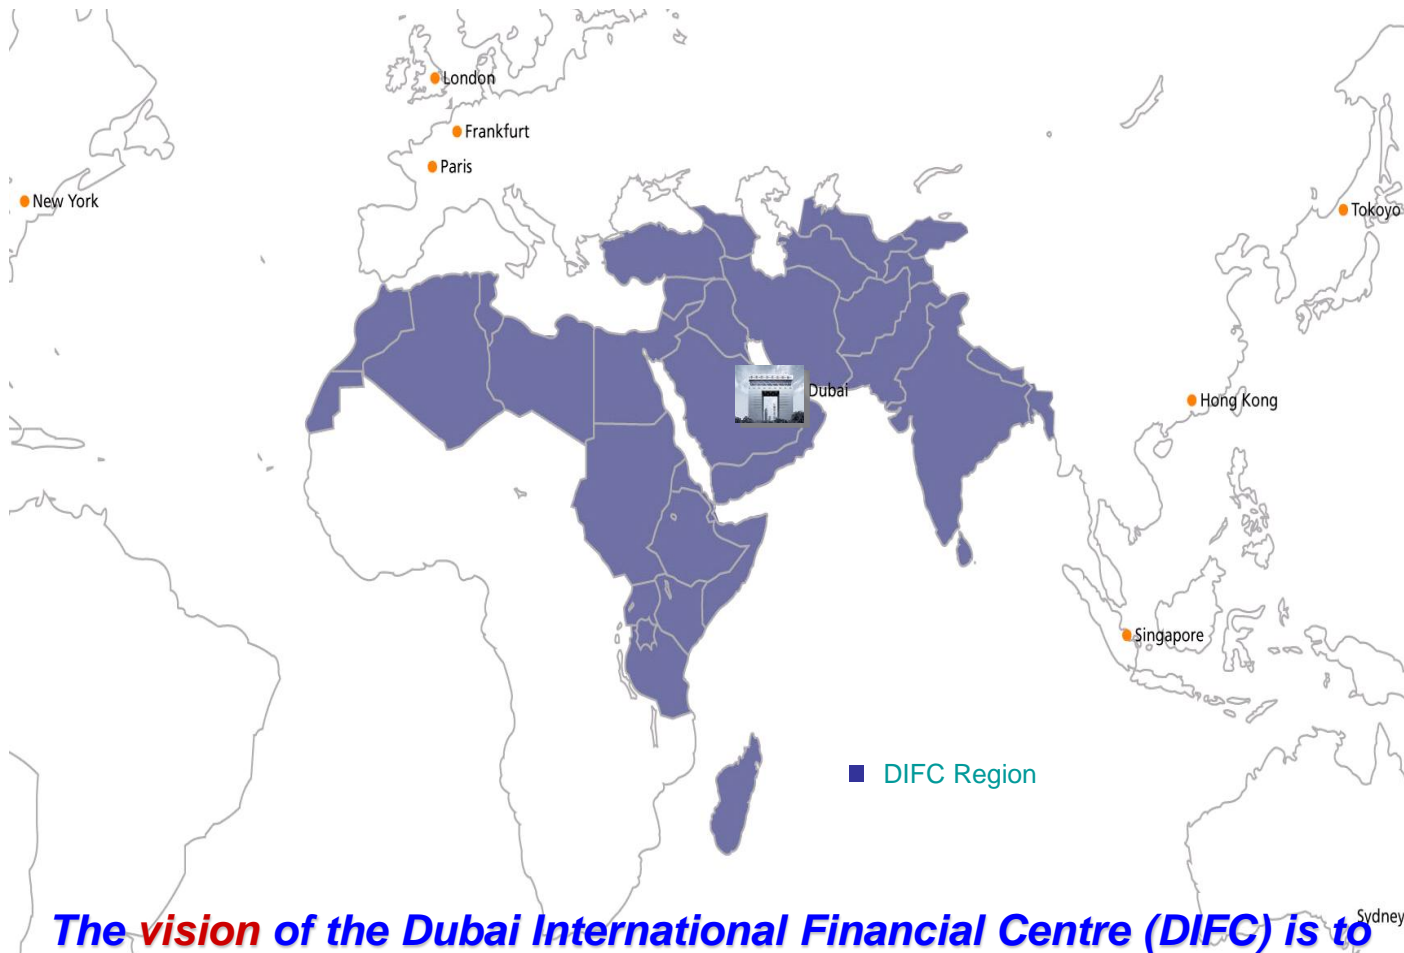 London
Frankfurt
Paris
New York
Tokoyo
Dubai
Hong Kong
Singapore
DIFC Region
Sydney
The vision of the Dubai International Financial Centre (DIFC) is to